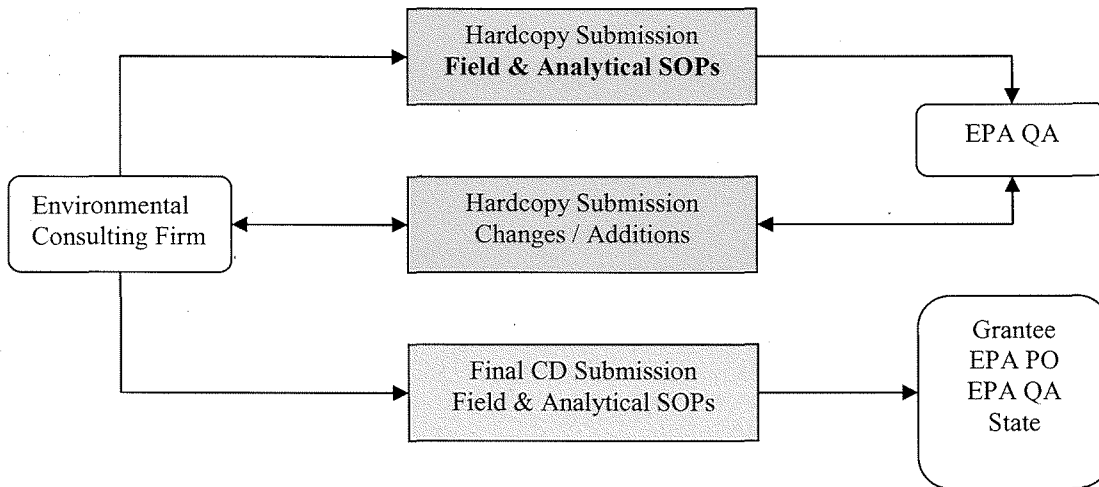 Hardcopy Submission
Field & Analytical SOPs
EPA QA
Environmental
Consulting Firm
Hardcopy Submission
Changes / Additions
Final CD Submission
Field & Analytical SOPs
Grantee
EPA PO
EPA QA
State